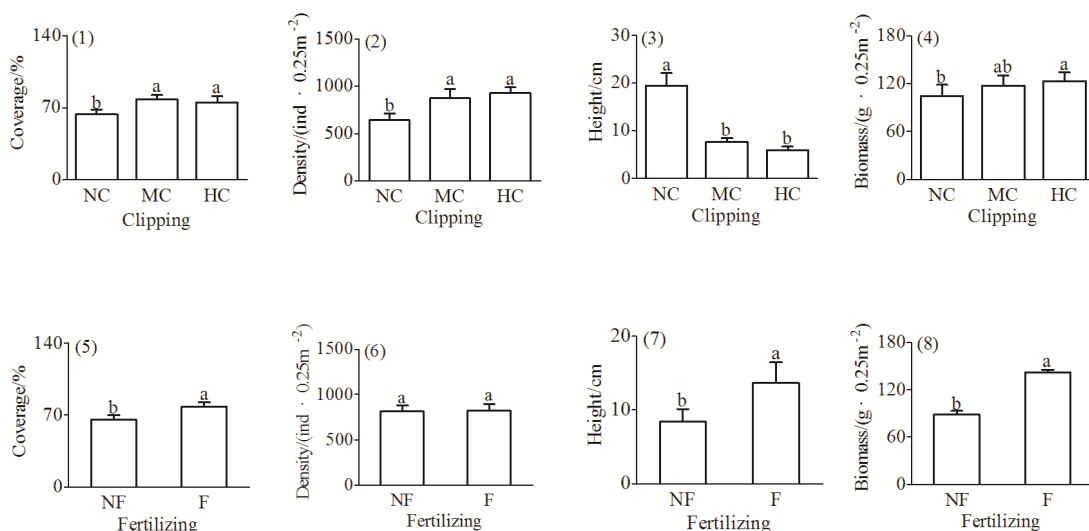 (1)
Coverage/%
140
70
0
b
a
a
NC MC HC
Clipping
(2)
Density/(ind · 0.25m⁻²)
1500
1000
500
0
b
a
a
NC MC HC
Clipping
(3)
Height/cm
30
20
10
0
a
b
b
NC MC HC
Clipping
(4)
Biomass/(g · 0.25m⁻²)
180
120
60
0
b
ab
a
NC MC HC
Clipping
(5)
Coverage/%
140
70
0
b
a
NF F
Fertilizing
(6)
Density/(ind · 0.25m⁻²)
1500
1000
500
0
a
a
NF F
Fertilizing
(7)
Height/cm
20
10
0
b
a
NF F
Fertilizing
(8)
Biomass/(g · 0.25m⁻²)
180
120
60
0
b
a
NF F
Fertilizing